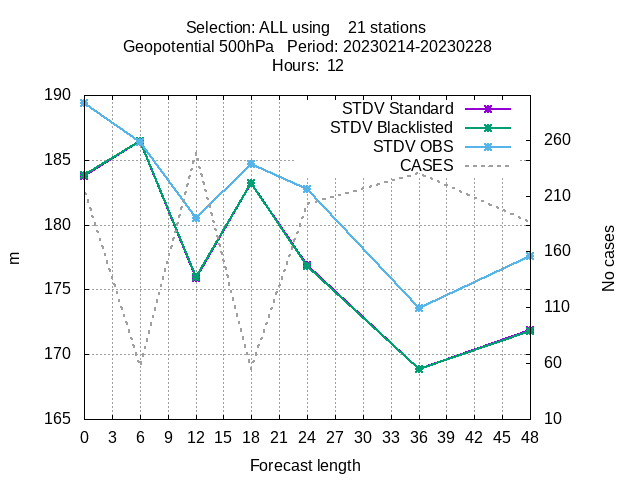 Selection: ALL using    21 stations
Geopotential 500hPa   Period: 20230214-20230228
Hours:  12
STDV Standard
STDV Blacklisted
STDV OBS
CASES
190
185
180
175
170
165
m
260
210
160
110
60
10
No cases
0 3 6 9 12 15 18 21 24 27 30 33 36 39 42 45 48
Forecast length